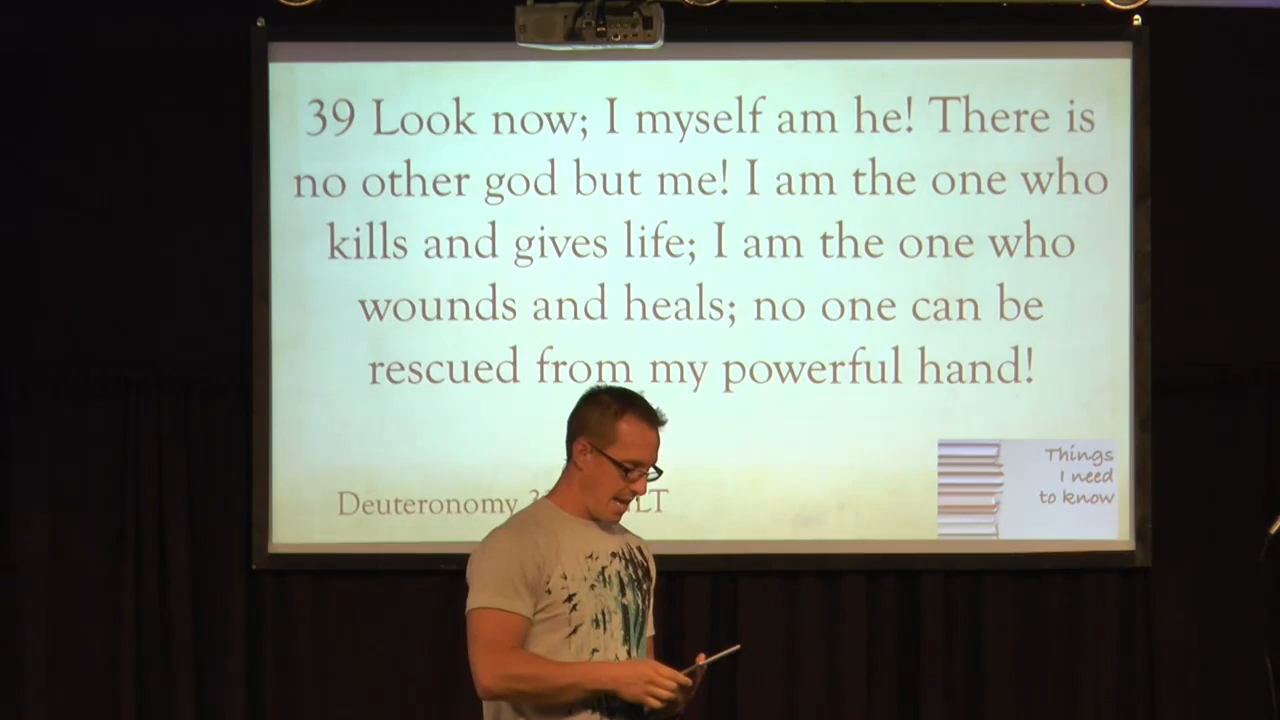 39 Look now; I myself am he! There is
no other god but me! I am the one who
kills and gives life; I am the one who
wounds and heals; no one can be
rescued from my powerful hand!
Deuteronomy
Things
I need
to know